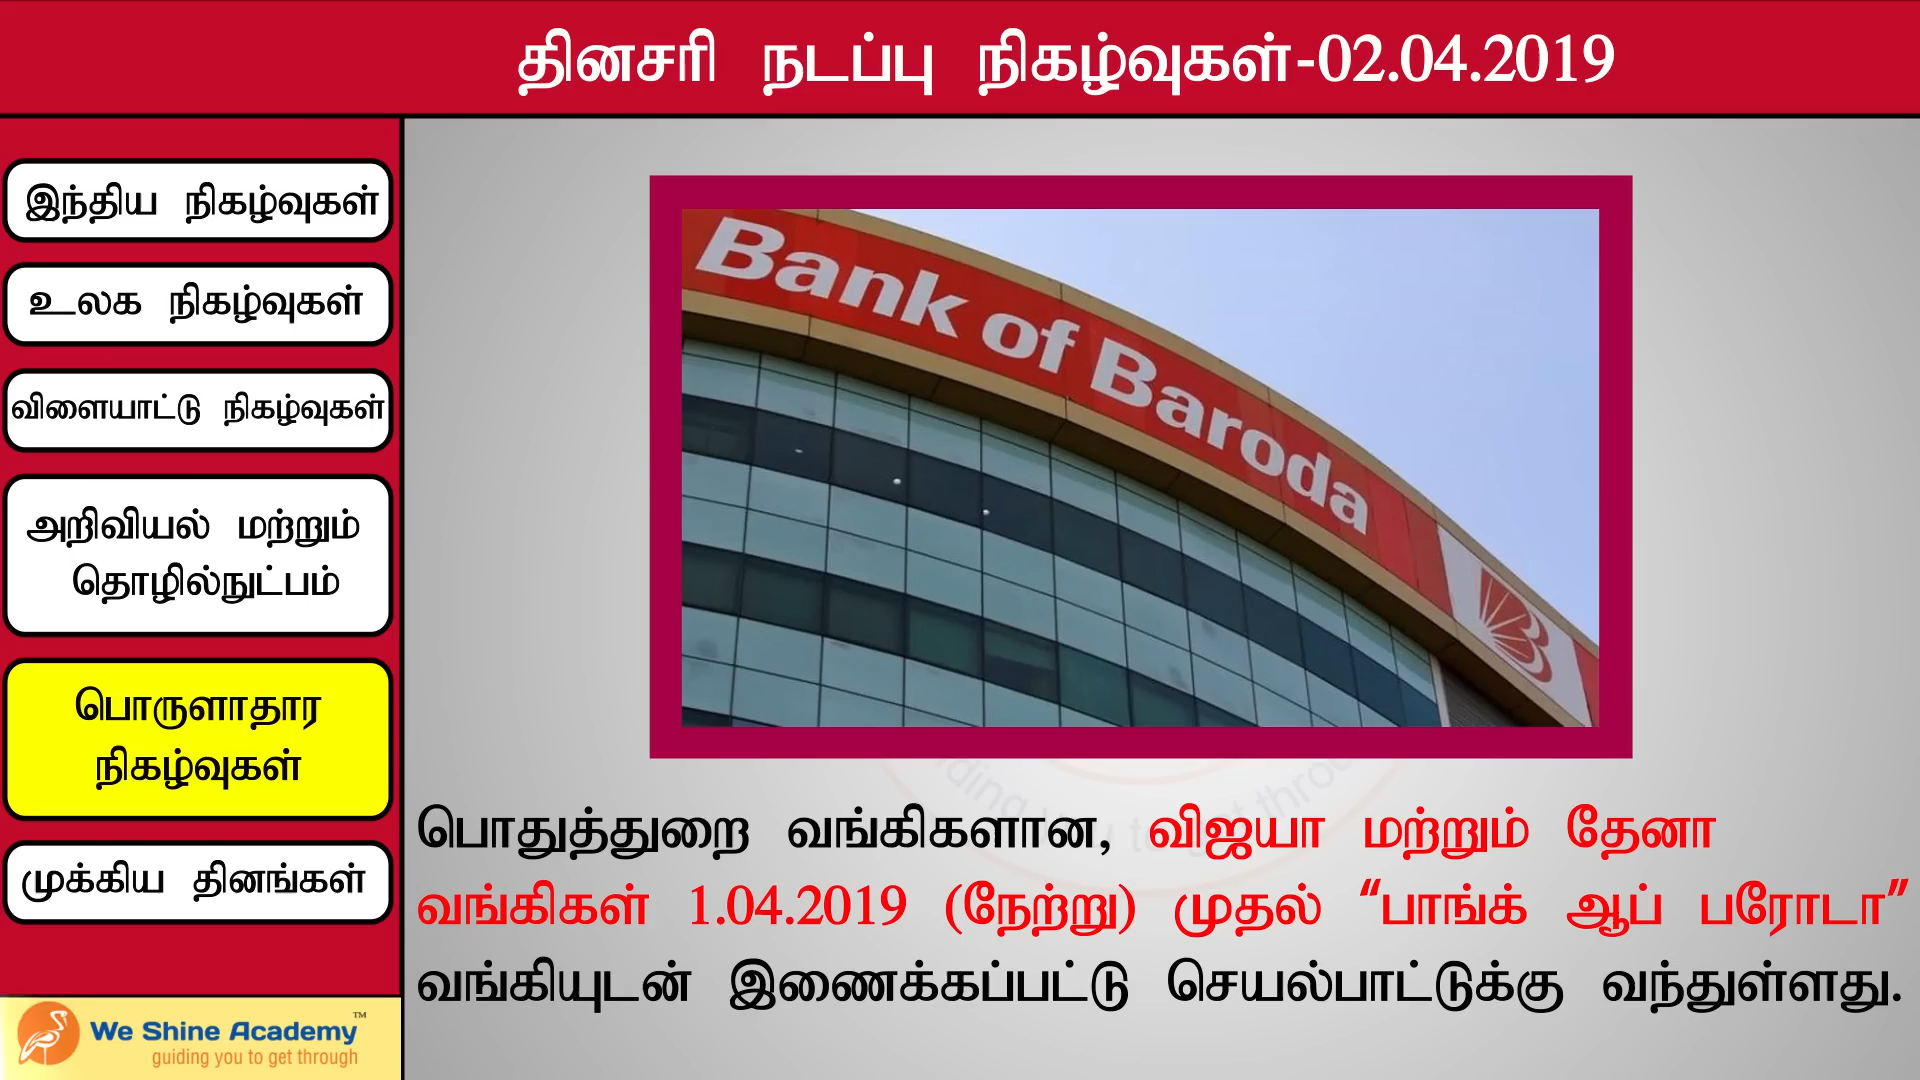 தினசரி நடப்பு நிகழ்வுகள்-02.04.2019
இந்திய நிகழ்வுகள்
உலக நிகழ்வுகள்
விளையாட்டு நிகழ்வுகள்
அறிவியல் மற்றும்
தொழில்நுட்பம்
பொருளாதார
நிகழ்வுகள்
முக்கிய தினங்கள்
We Shine Academy™
guiding you to get through
Bank of Baroda
பொதுத்துறை வங்கிகளான, விஜயா மற்றும் தேனா
வங்கிகள் 1.04.2019 (நேற்று) முதல் “பாங்க் ஆப் பரோடா”
வங்கியுடன் இணைக்கப்பட்டு செயல்பாட்டுக்கு வந்துள்ளது.